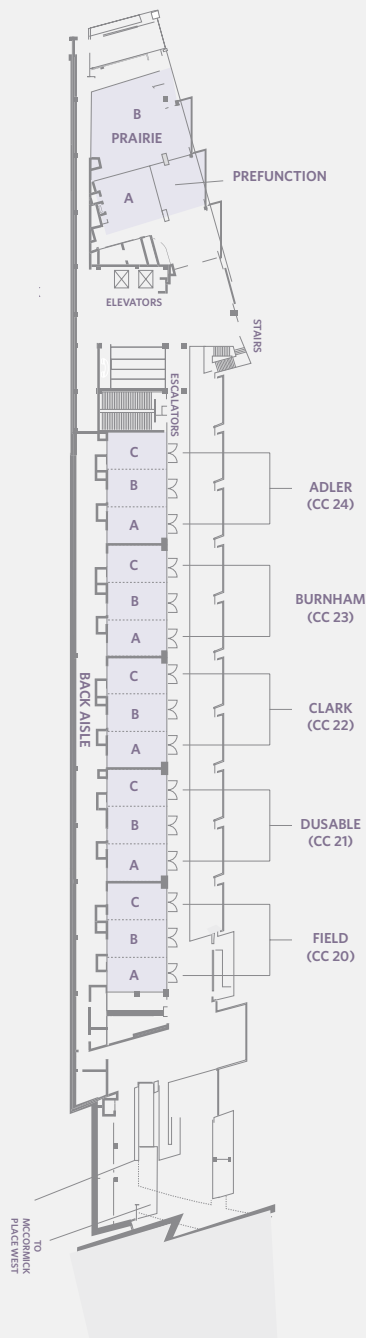 B
PRAIRIE
PREFUNCTION
A
ELEVATORS
STAIRS
ESCALATORS
C
B
A
ADLER
(CC 24)
C
B
A
BURNHAM
(CC 23)
C
B
A
CLARK
(CC 22)
BACK AISLE
C
B
A
DUSABLE
(CC 21)
C
B
A
FIELD
(CC 20)
TO
MCCORMICK
PLACE WEST